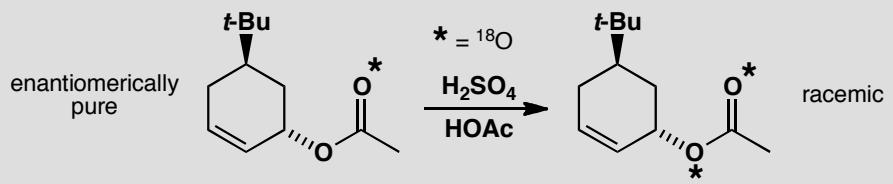 t-Bu
t-Bu
* = ¹⁸O
*
*
enantiomerically
pure
O
H₂SO₄
HOAc
O
racemic
O
O
*